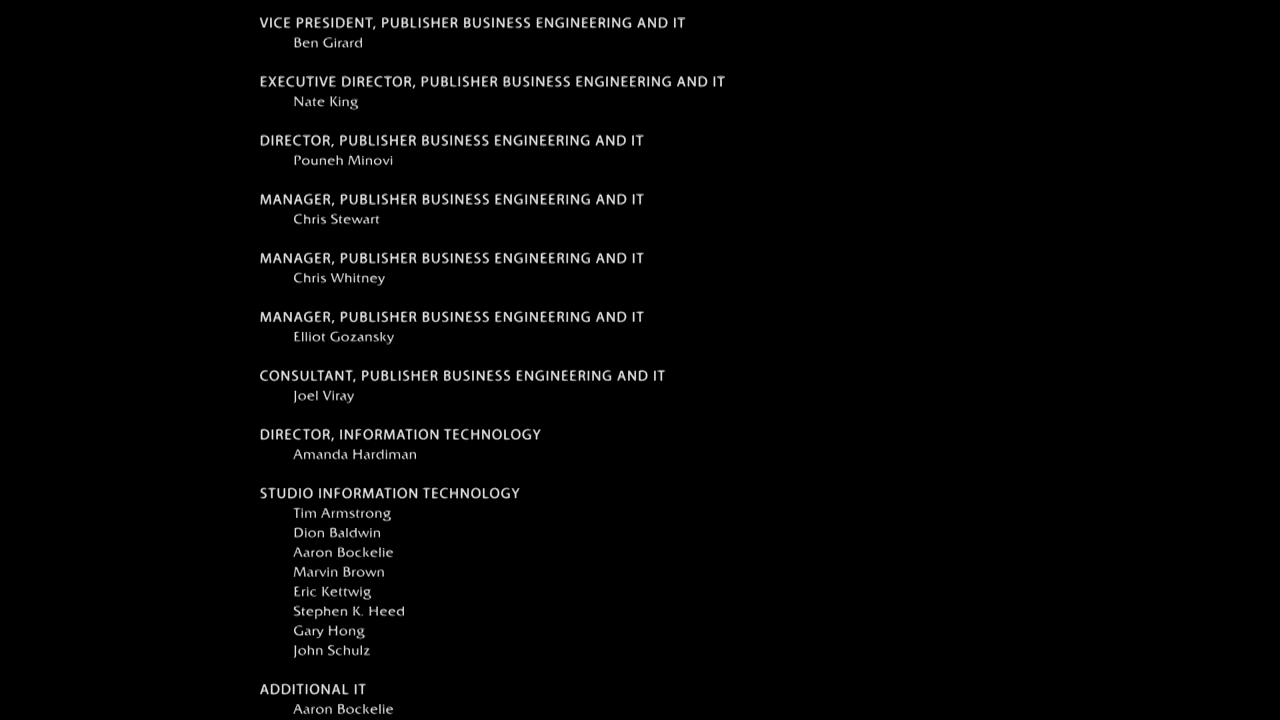 VICE PRESIDENT, PUBLISHER BUSINESS ENGINEERING AND IT
Ben Girard
EXECUTIVE DIRECTOR, PUBLISHER BUSINESS ENGINEERING AND IT
Nate King
DIRECTOR, PUBLISHER BUSINESS ENGINEERING AND IT
Pouneh Minovi
MANAGER, PUBLISHER BUSINESS ENGINEERING AND IT
Chris Stewart
MANAGER, PUBLISHER BUSINESS ENGINEERING AND IT
Chris Whitney
MANAGER, PUBLISHER BUSINESS ENGINEERING AND IT
Elliot Gozansky
CONSULTANT, PUBLISHER BUSINESS ENGINEERING AND IT
Joel Viray
DIRECTOR, INFORMATION TECHNOLOGY
Amanda Hardiman
STUDIO INFORMATION TECHNOLOGY
Tim Armstrong
Dion Baldwin
Aaron Bockelie
Marvin Brown
Eric Kettwig
Stephen K. Heed
Gary Hong
John Schulz
ADDITIONAL IT
Aaron Bockelie